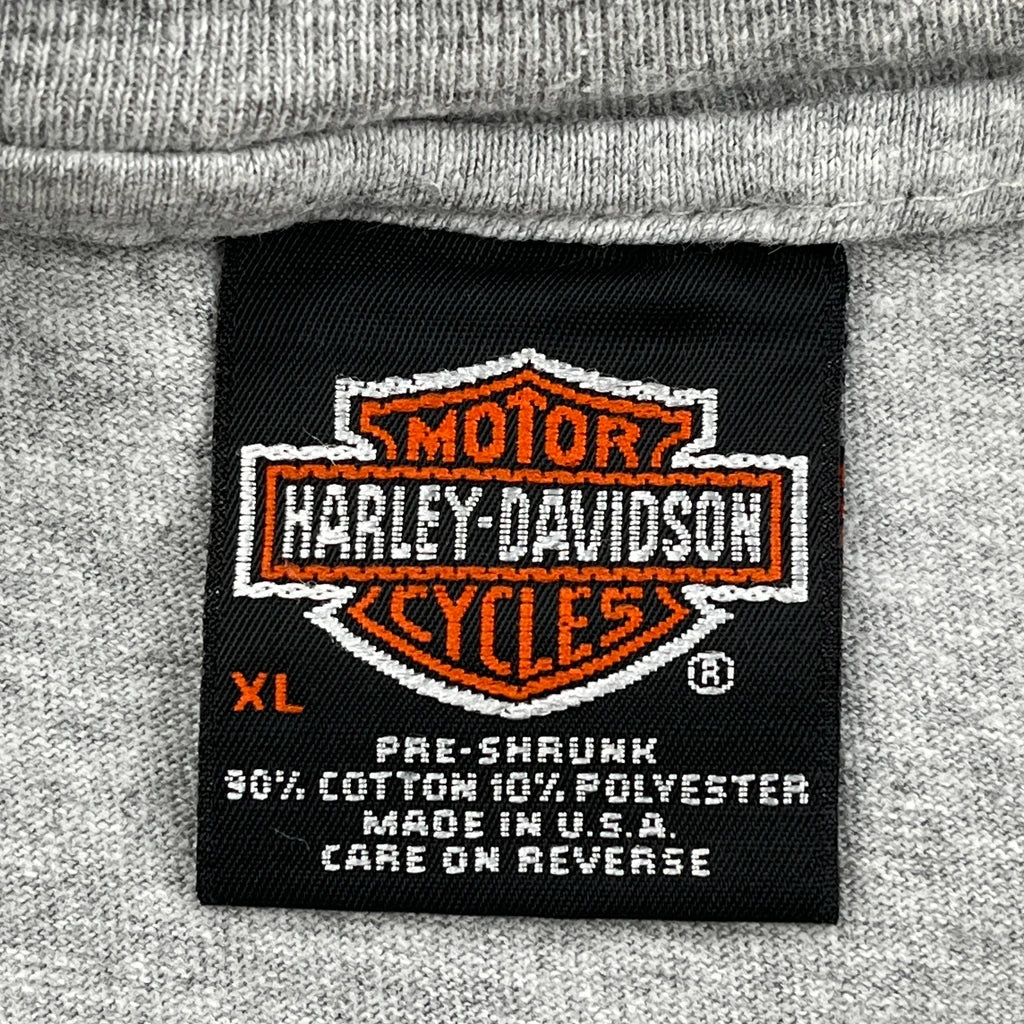 MOTOR
HARLEY-DAVIDSON
CYCLES
®
XL
PRE-SHRUNK
90% COTTON 10% POLYESTER
MADE IN U.S.A.
CARE ON REVERSE